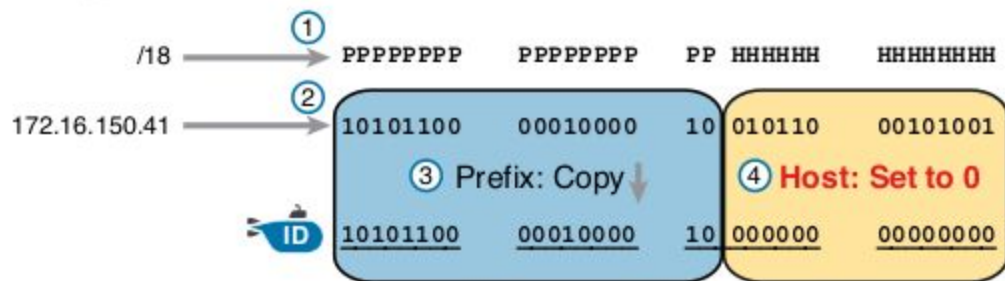 1
/18 PPPPPPPP PPPPPPPP PP HHHHHH HHHHHHHH
2
172.16.150.41 10101100 00010000 10 010110 00101001
3 Prefix: Copy 4 Host: Set to 0
ID 10101100 00010000 10 000000 00000000